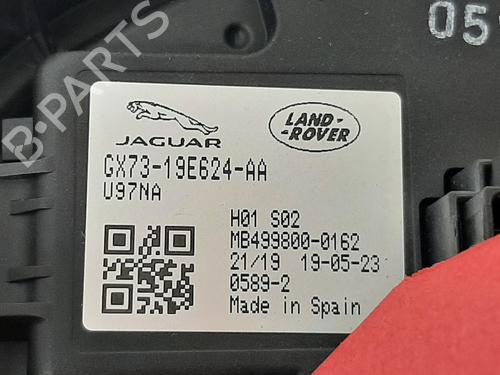 05
B-PARTS
JAGUAR
LAND-
-ROVER
GX73-19E624-AA
U97NA
H01 S02
MB499800-0162
21/19 19-05-23
0589-2
Made in Spain